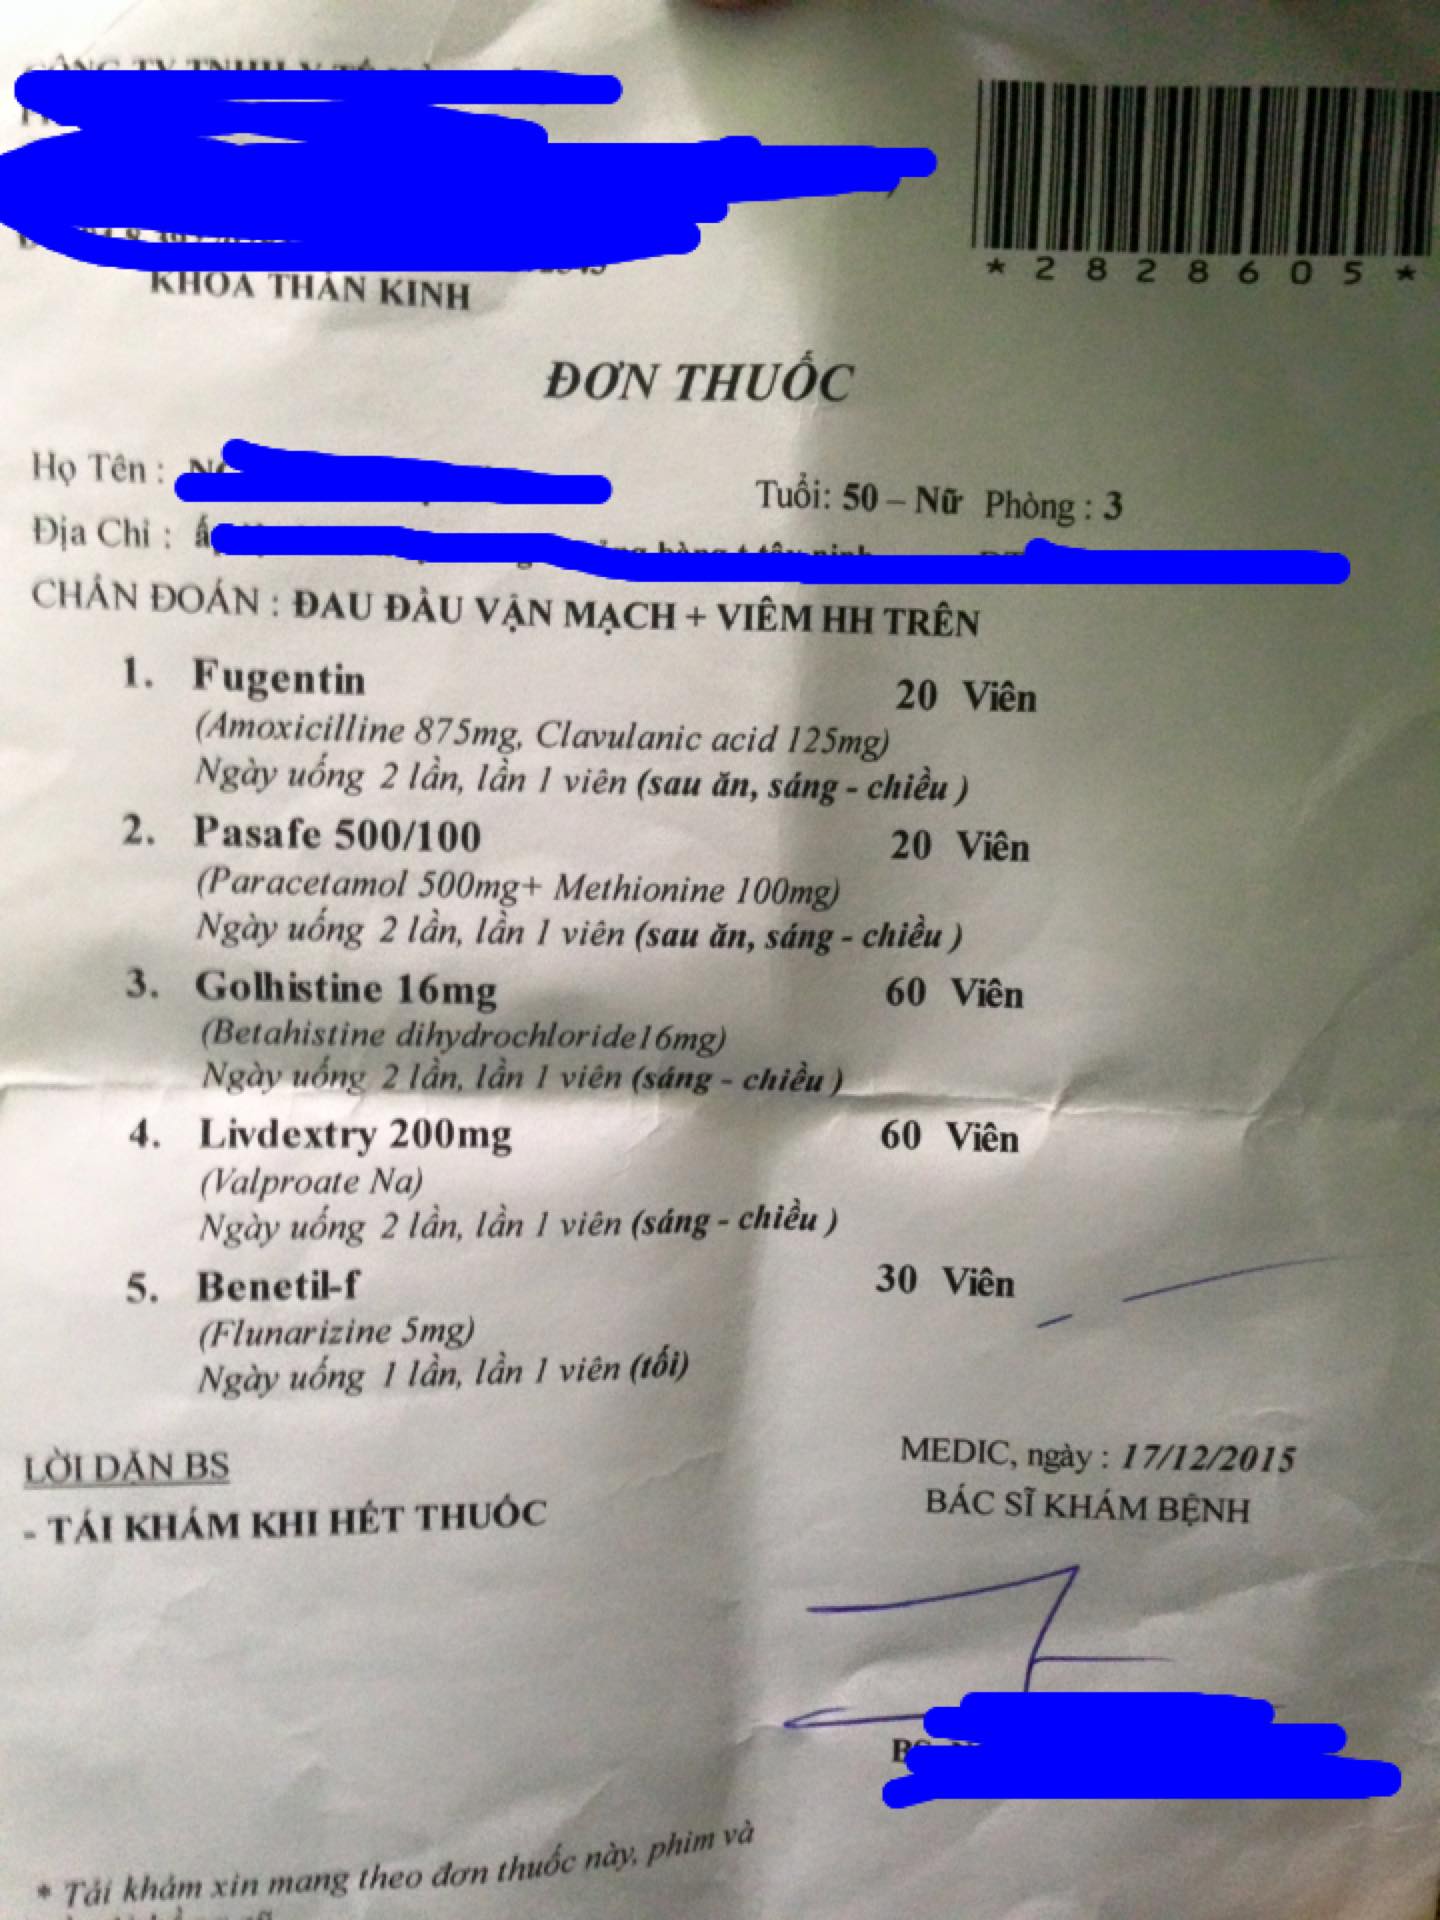 KHOA THẦN KINH
*2828605*
ĐƠN THUỐC
Họ Tên :
Tuổi: 50 – Nữ Phòng : 3
Địa Chỉ :
CHẨN ĐOÁN : ĐAU ĐẦU VẬN MẠCH + VIÊM HH TRÊN
1. Fugentin 20 Viên
(Amoxicilline 875mg, Clavulanic acid 125mg)
Ngày uống 2 lần, lần 1 viên (sau ăn, sáng - chiều )
2. Pasafe 500/100 20 Viên
(Paracetamol 500mg+ Methionine 100mg)
Ngày uống 2 lần, lần 1 viên (sau ăn, sáng - chiều )
3. Golhistine 16mg 60 Viên
(Betahistine dihydrochloride16mg)
Ngày uống 2 lần, lần 1 viên (sáng - chiều )
4. Livdextry 200mg 60 Viên
(Valproate Na)
Ngày uống 2 lần, lần 1 viên (sáng - chiều )
5. Benetil-f 30 Viên
(Flunarizine 5mg)
Ngày uống 1 lần, lần 1 viên (tối)
LỜI DẶN BS
- TÁI KHÁM KHI HẾT THUỐC
MEDIC, ngày : 17/12/2015
BÁC SĨ KHÁM BỆNH
* Tái khám xin mang theo đơn thuốc này, phim và